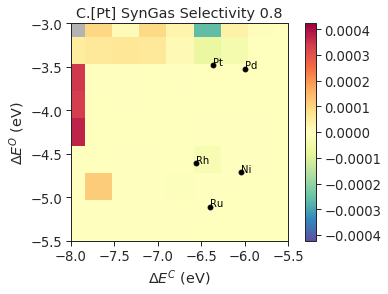 C.[Pt] SynGas Selectivity 0.8
−3.0
−3.5
−4.0
−4.5
−5.0
−5.5
ΔE^O (eV)
Pt
Pd
Rh
Ni
Ru
−8.0 −7.5 −7.0 −6.5 −6.0 −5.5
ΔE^C (eV)
0.0004
0.0003
0.0002
0.0001
0.0000
−0.0001
−0.0002
−0.0003
−0.0004